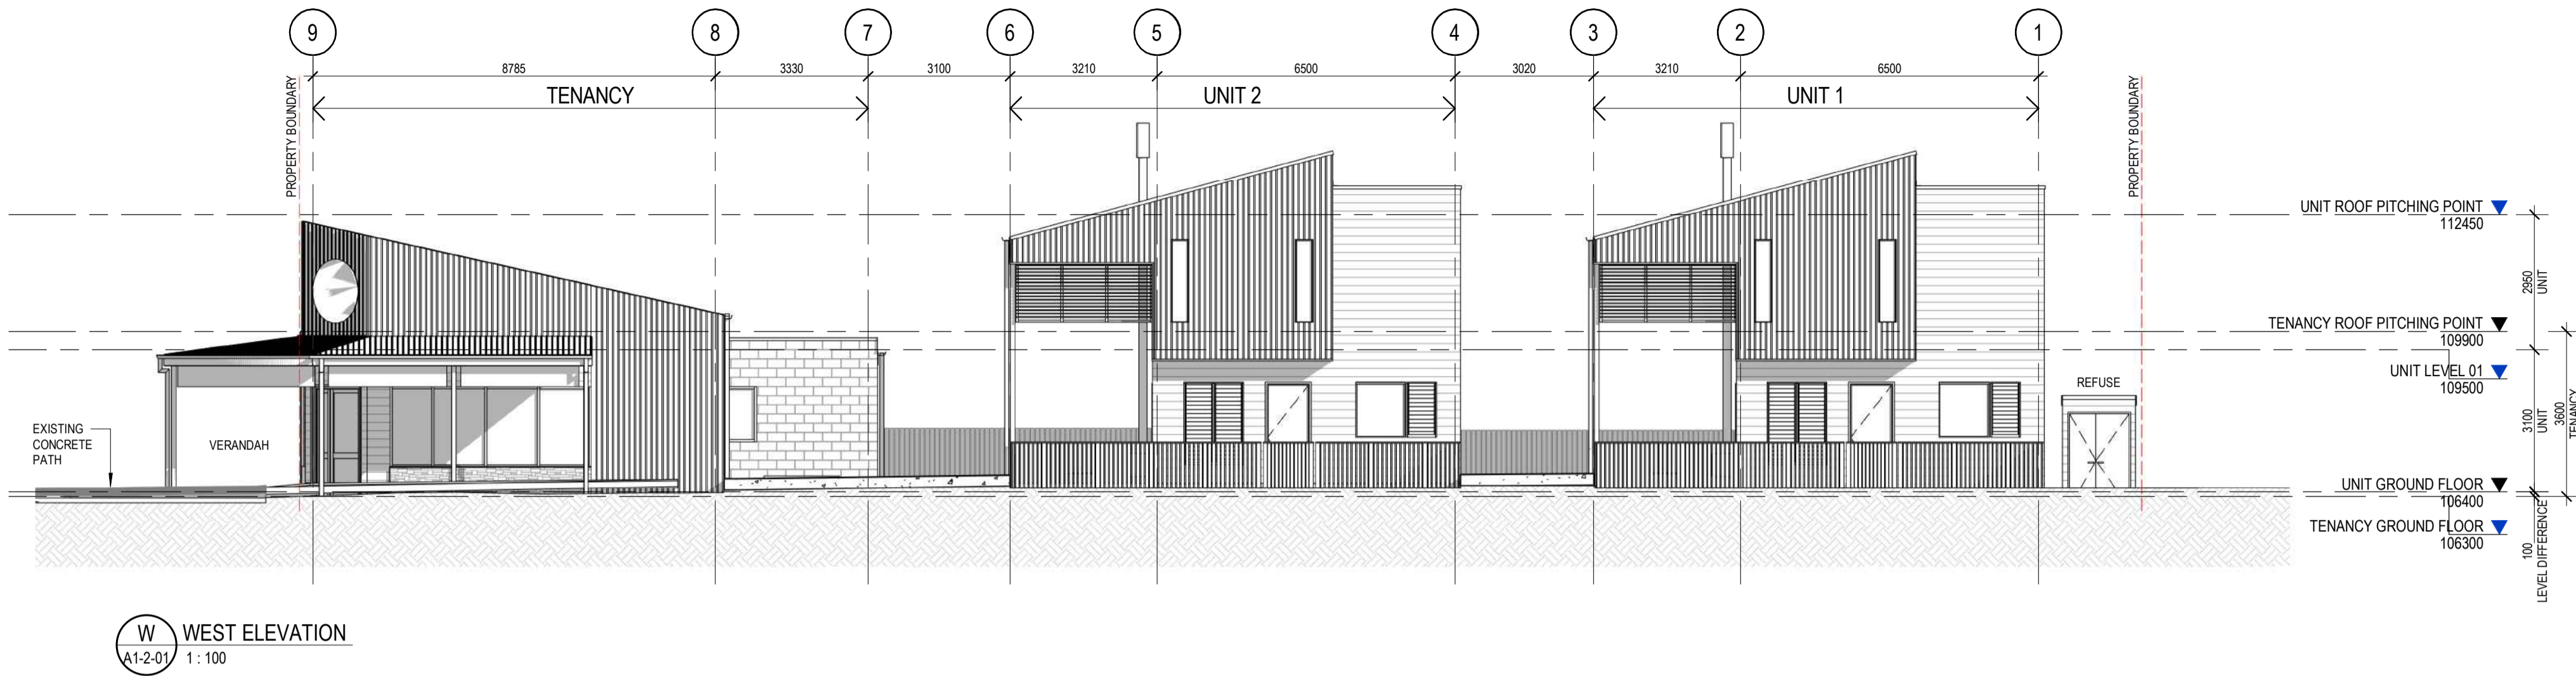 9
8
7
6
5
4
3
2
1
8785
3330
3100
3210
6500
3020
3210
6500
TENANCY
UNIT 2
UNIT 1
PROPERTY BOUNDARY
PROPERTY BOUNDARY
UNIT ROOF PITCHING POINT
112450
2950
UNIT
TENANCY ROOF PITCHING POINT
109900
UNIT LEVEL 01
109500
3100
UNIT
3600
TENANCY
REFUSE
EXISTING
CONCRETE
PATH
VERANDAH
UNIT GROUND FLOOR
106400
TENANCY GROUND FLOOR
106300
100
LEVEL DIFFERENCE
W
A1-2-01
WEST ELEVATION
1 : 100